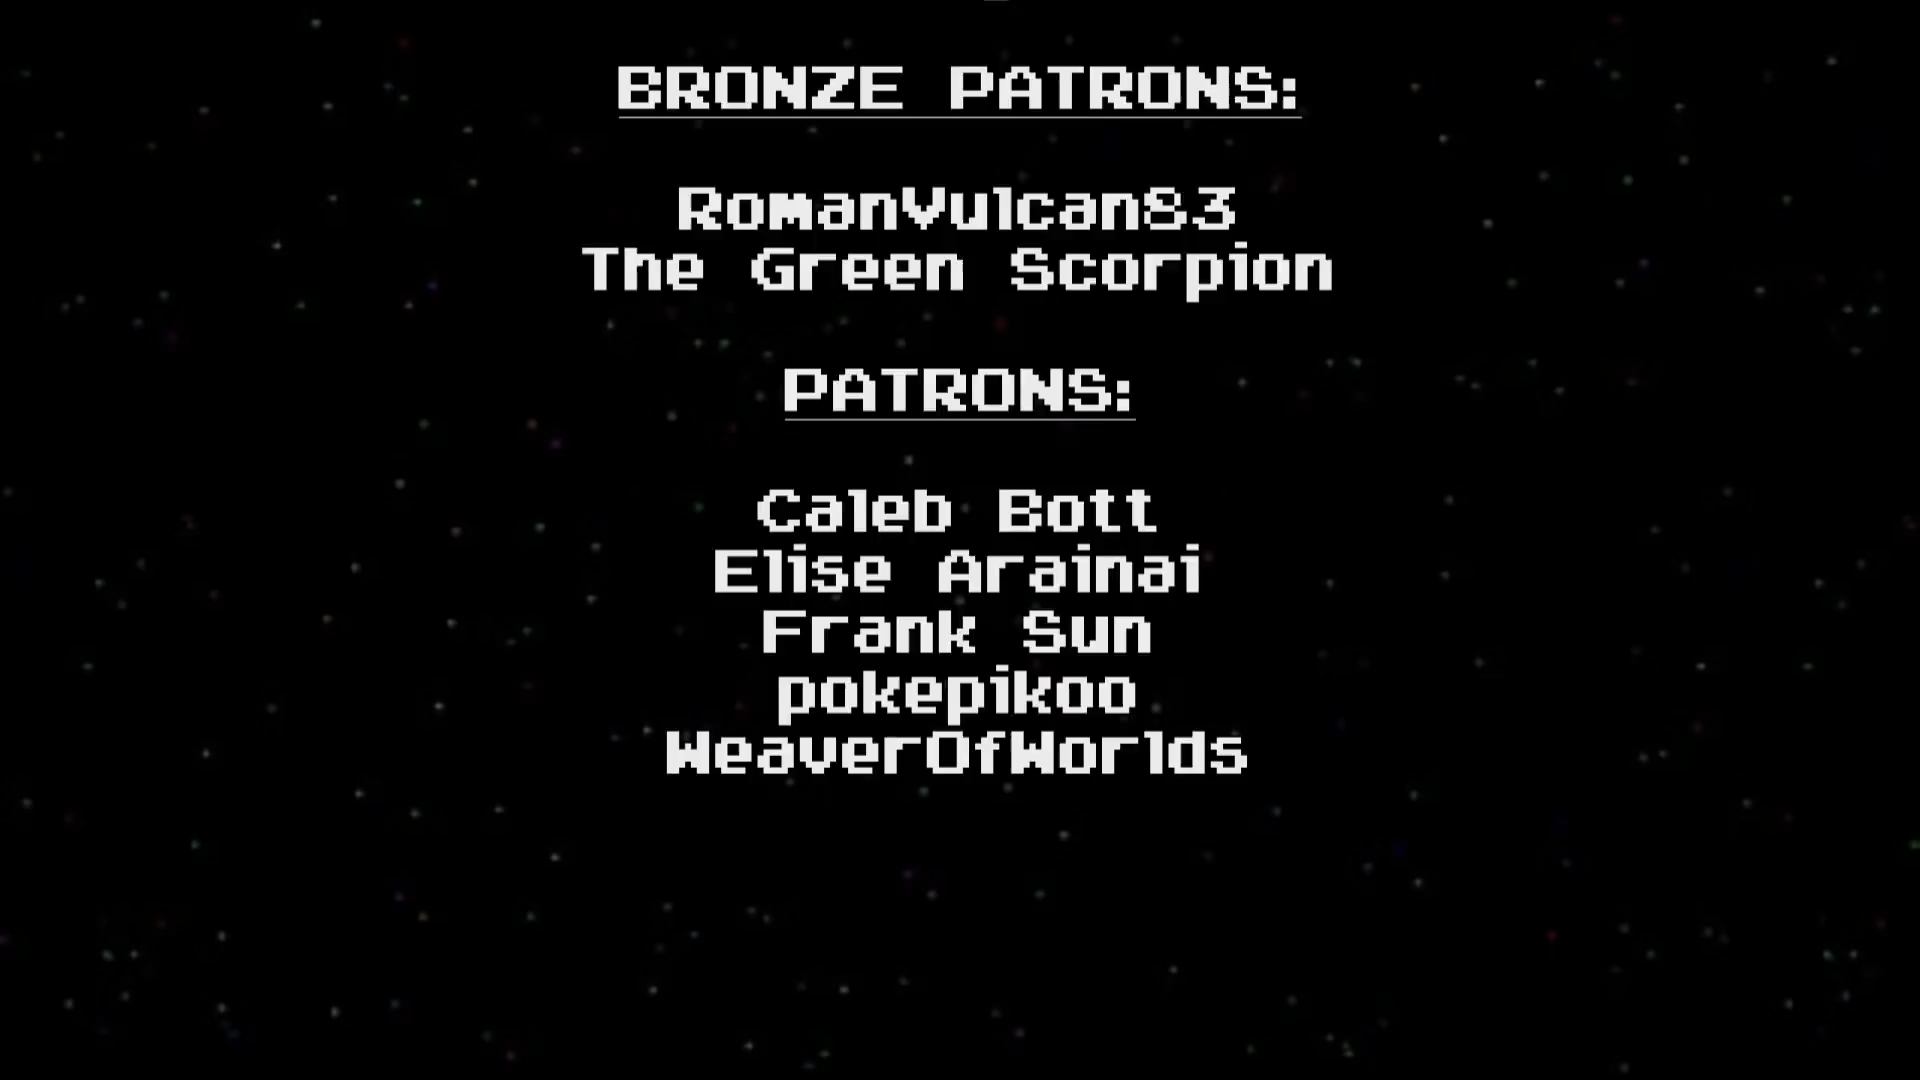 BRONZE PATRONS:
RomanVulcan83
The Green Scorpion
PATRONS:
Caleb Bott
Elise Arainai
Frank Sun
pokepikoo
WeaverOfWorlds